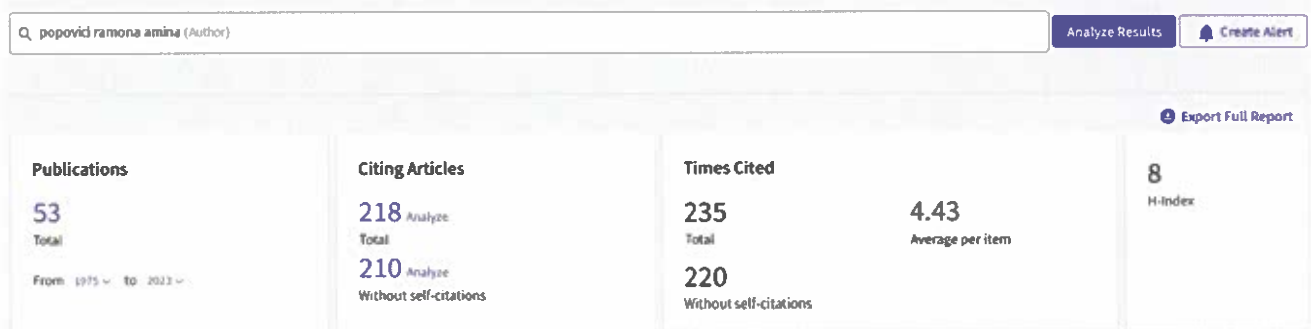 popovici ramona amina (Author)
Analyze Results
Create Alert
Export Full Report
Publications
53
Total
From 1975 to 2023
Citing Articles
218 Analyze
Total
210 Analyze
Without self-citations
Times Cited
235
Total
220
Without self-citations
4.43
Average per item
8
H-Index